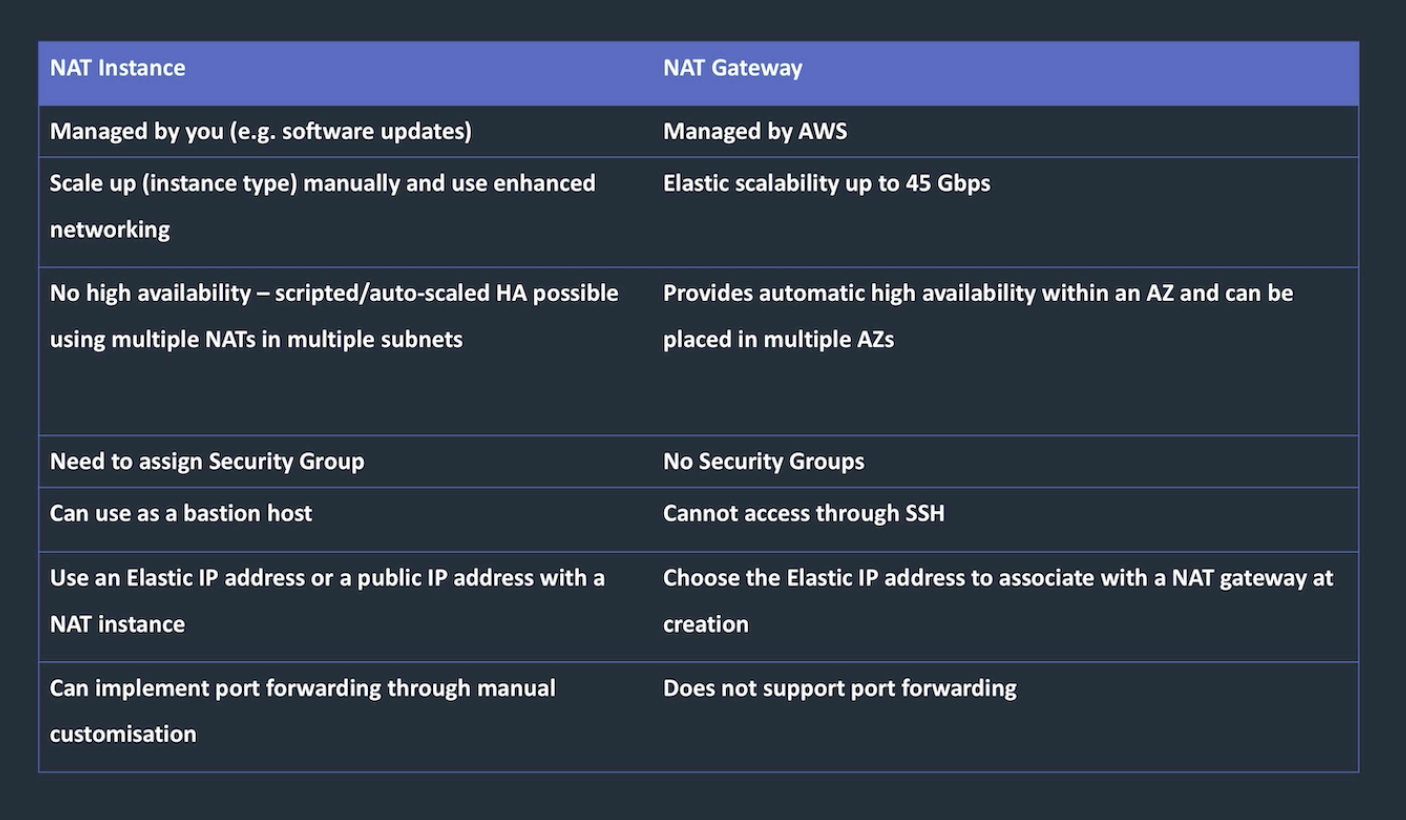 NAT Instance
NAT Gateway
Managed by you (e.g. software updates)
Managed by AWS
Scale up (instance type) manually and use enhanced
networking
Elastic scalability up to 45 Gbps
No high availability – scripted/auto-scaled HA possible
using multiple NATs in multiple subnets
Provides automatic high availability within an AZ and can be
placed in multiple AZs
Need to assign Security Group
No Security Groups
Can use as a bastion host
Cannot access through SSH
Use an Elastic IP address or a public IP address with a
NAT instance
Choose the Elastic IP address to associate with a NAT gateway at
creation
Can implement port forwarding through manual
customisation
Does not support port forwarding